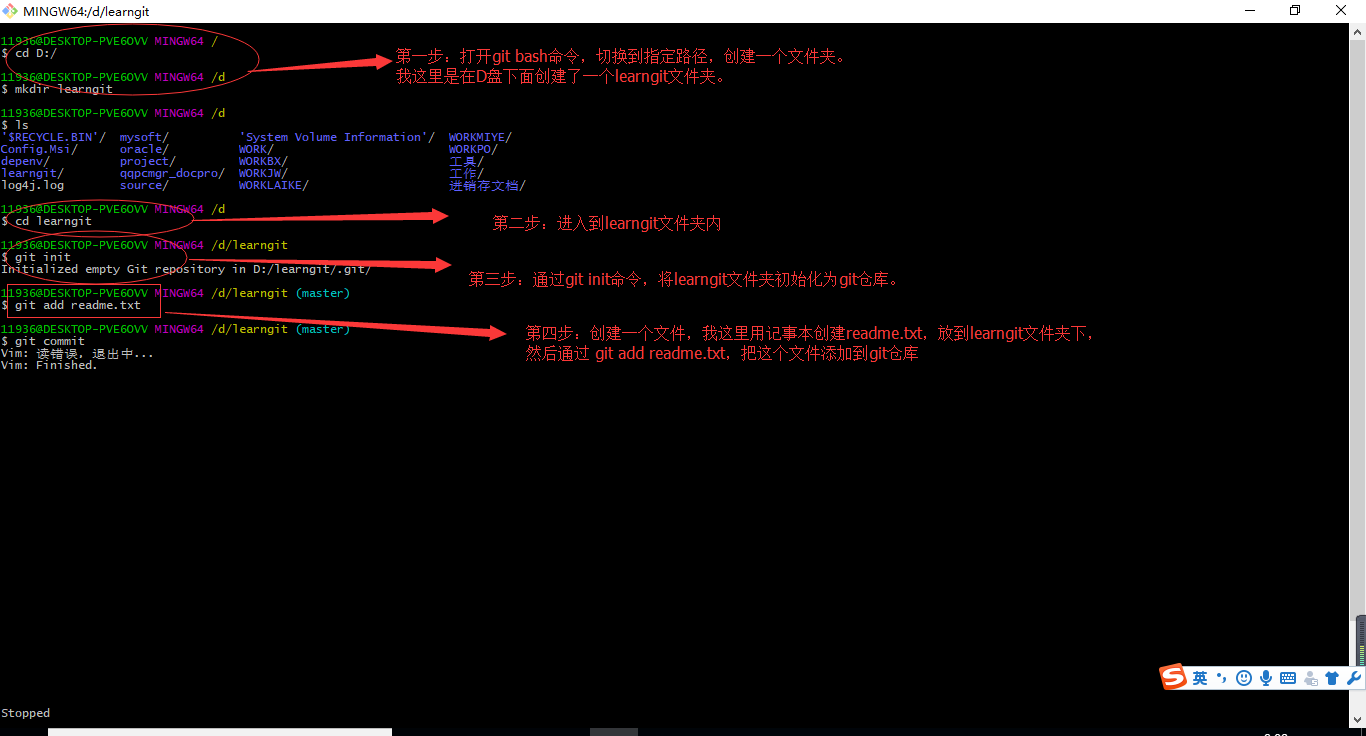 MINGW64:/d/learngit
11936@DESKTOP-PVE6OVV MINGW64 /
$ cd D:/
第一步：打开git bash命令，切换到指定路径，创建一个文件夹。
我这里是在D盘下面创建了一个learngit文件夹。
11936@DESKTOP-PVE6OVV MINGW64 /d
$ mkdir learngit
11936@DESKTOP-PVE6OVV MINGW64 /d
$ ls
'$RECYCLE.BIN'/ mysoft/ 'System Volume Information'/ WORKMIYE/
Config.Msi/ oracle/ WORK/ WORKPO/
depenv/ project/ WORKBX/ 工具/
learngit/ qqpcmgr_docpro/ WORKJW/ 工作/
log4j.log source/ WORKLAIKE/ 进销存文档/
11936@DESKTOP-PVE6OVV MINGW64 /d
$ cd learngit
第二步：进入到learngit文件夹内
11936@DESKTOP-PVE6OVV MINGW64 /d/learngit
$ git init
Initialized empty Git repository in D:/learngit/.git/
第三步：通过git init命令，将learngit文件夹初始化为git仓库。
11936@DESKTOP-PVE6OVV MINGW64 /d/learngit (master)
$ git add readme.txt
第四步：创建一个文件，我这里用记事本创建readme.txt，放到learngit文件夹下，
然后通过 git add readme.txt，把这个文件添加到git仓库
11936@DESKTOP-PVE6OVV MINGW64 /d/learngit (master)
$ git commit
Vim: 读错误，退出中...
Vim: Finished.
英
Stopped